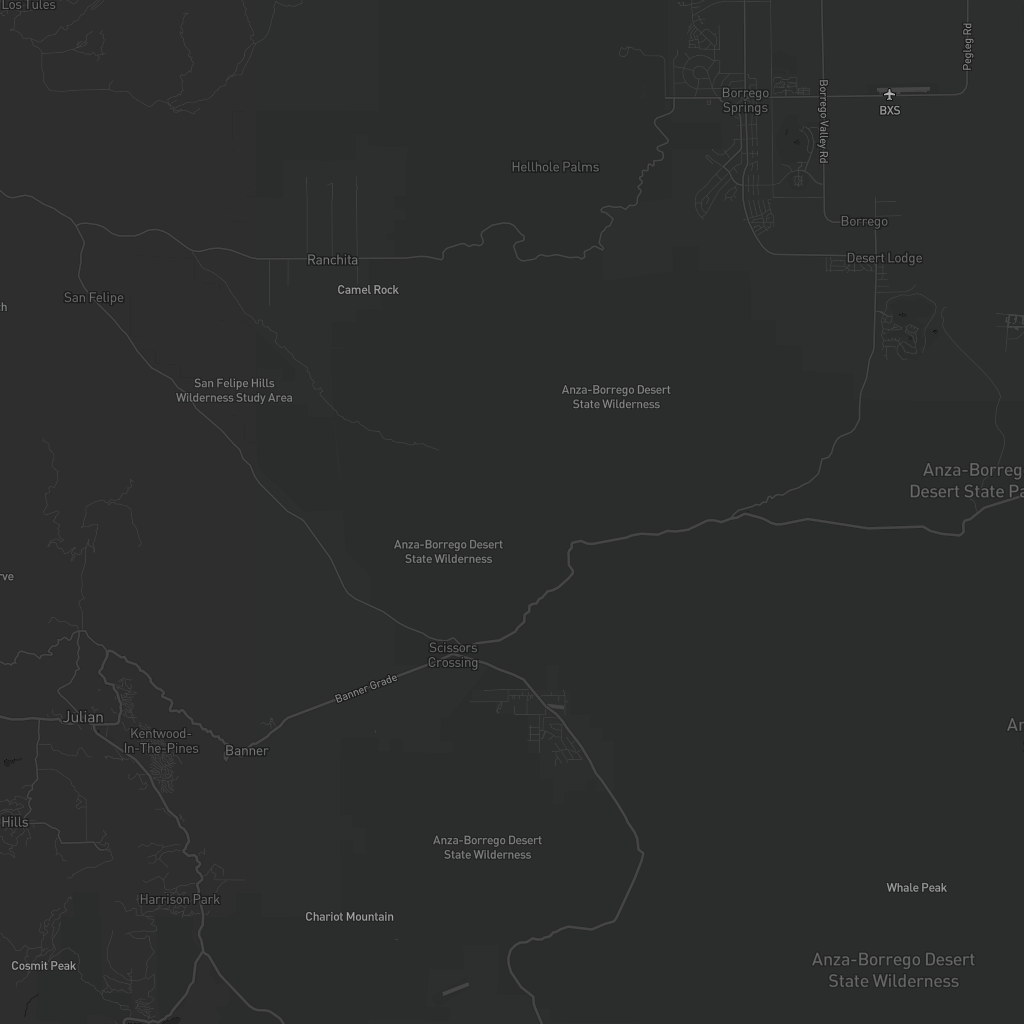 Los Tules
Pegleg Rd
Borrego
Springs
Borrego Valley Rd
BXS
Hellhole Palms
Borrego
Ranchita
Desert Lodge
Camel Rock
San Felipe
San Felipe Hills
Wilderness Study Area
Anza-Borrego Desert
State Wilderness
Anza-Borreg
Desert State Pa
Anza-Borrego Desert
State Wilderness
rve
Scissors
Crossing
Banner Grade
Julian
Kentwood-
In-The-Pines
Banner
An
Hills
Anza-Borrego Desert
State Wilderness
Whale Peak
Harrison Park
Chariot Mountain
Cosmit Peak
Anza-Borrego Desert
State Wilderness